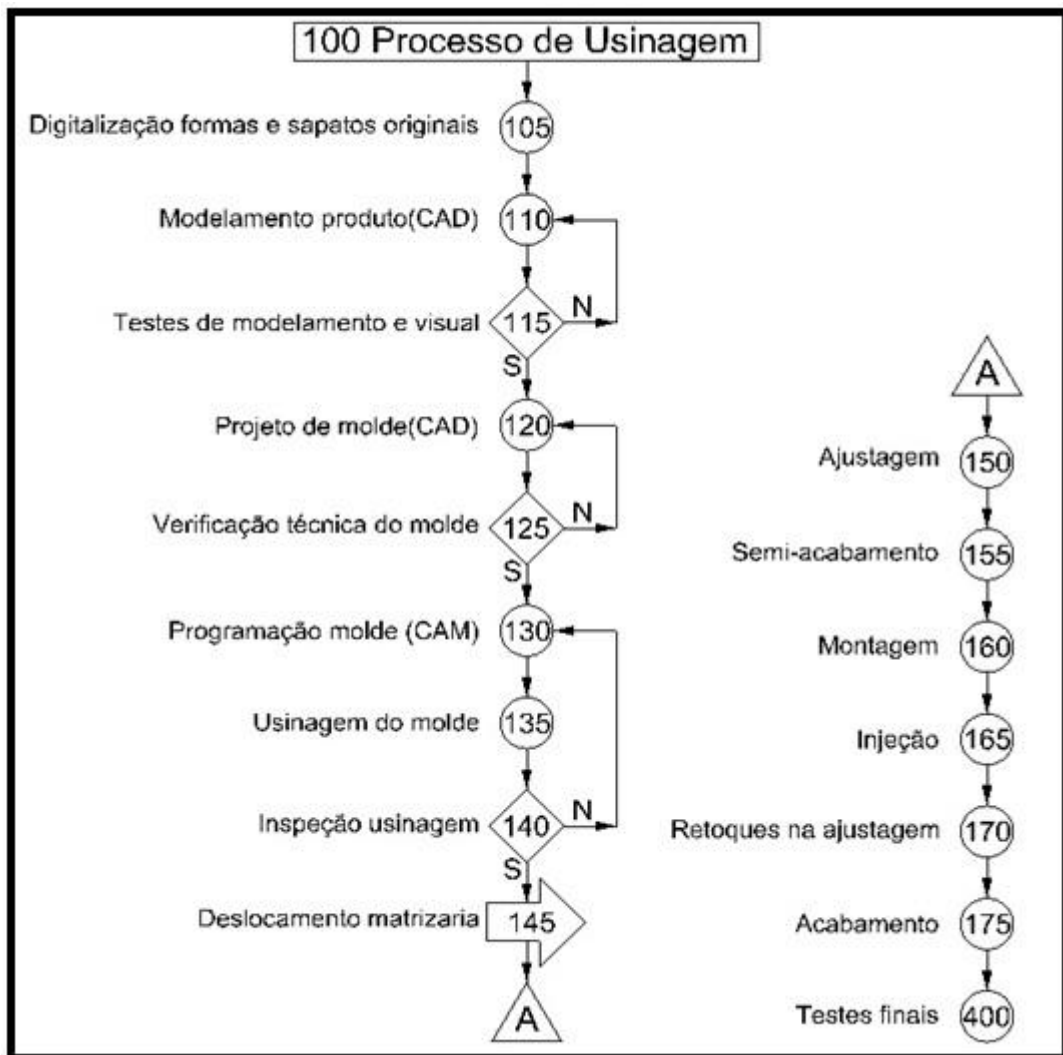 100 Processo de Usinagem
Digitalização formas e sapatos originais 105
Modelamento produto(CAD) 110
Testes de modelamento e visual 115 N
S
Projeto de molde(CAD) 120
Verificação técnica do molde 125 N
S
Programação molde (CAM) 130
Usinagem do molde 135
Inspeção usinagem 140 N
S
Deslocamento matrizaria 145
A
A
Ajustagem 150
Semi-acabamento 155
Montagem 160
Injeção 165
Retoques na ajustagem 170
Acabamento 175
Testes finais 400